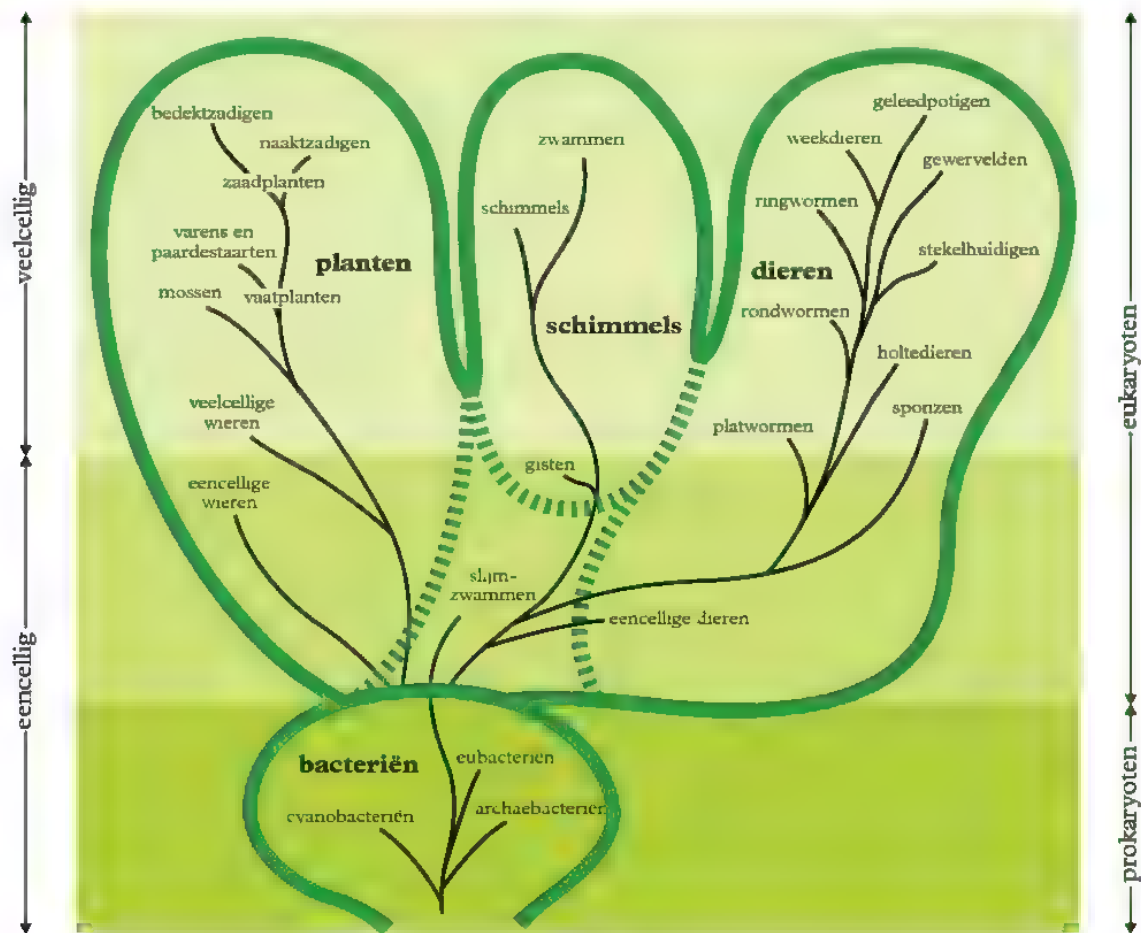 veelcellig
eencellig
bedektzadigen
naaktzadigen
zaadplanten
varens en
paardestaarten
vaatplanten
mossen
planten
veelcellige
wieren
eencellige
wieren
zwammen
schimmels
schimmels
gisten
slijm-
zwammen
geleedpotigen
weekdieren
gewervelden
ringwormen
dieren
stekelhuidigen
rondwormen
holtedieren
sponzen
platwormen
eencellige dieren
bacteriën
eubacteriën
cyanobacteriën
archaebacteriën
eukaryoten
prokaryoten